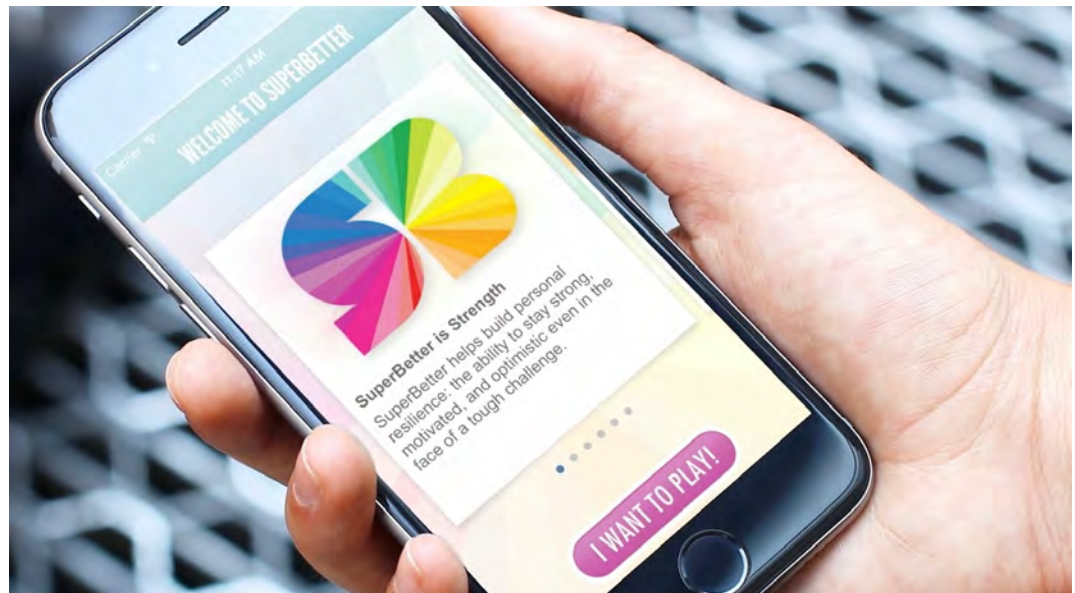 Carrier 11:17 AM
WELCOME TO SUPERBETTER
SuperBetter is Strength
SuperBetter helps build personal
resilience: the ability to stay strong,
motivated, and optimistic even in the
face of a tough challenge.
I WANT TO PLAY!